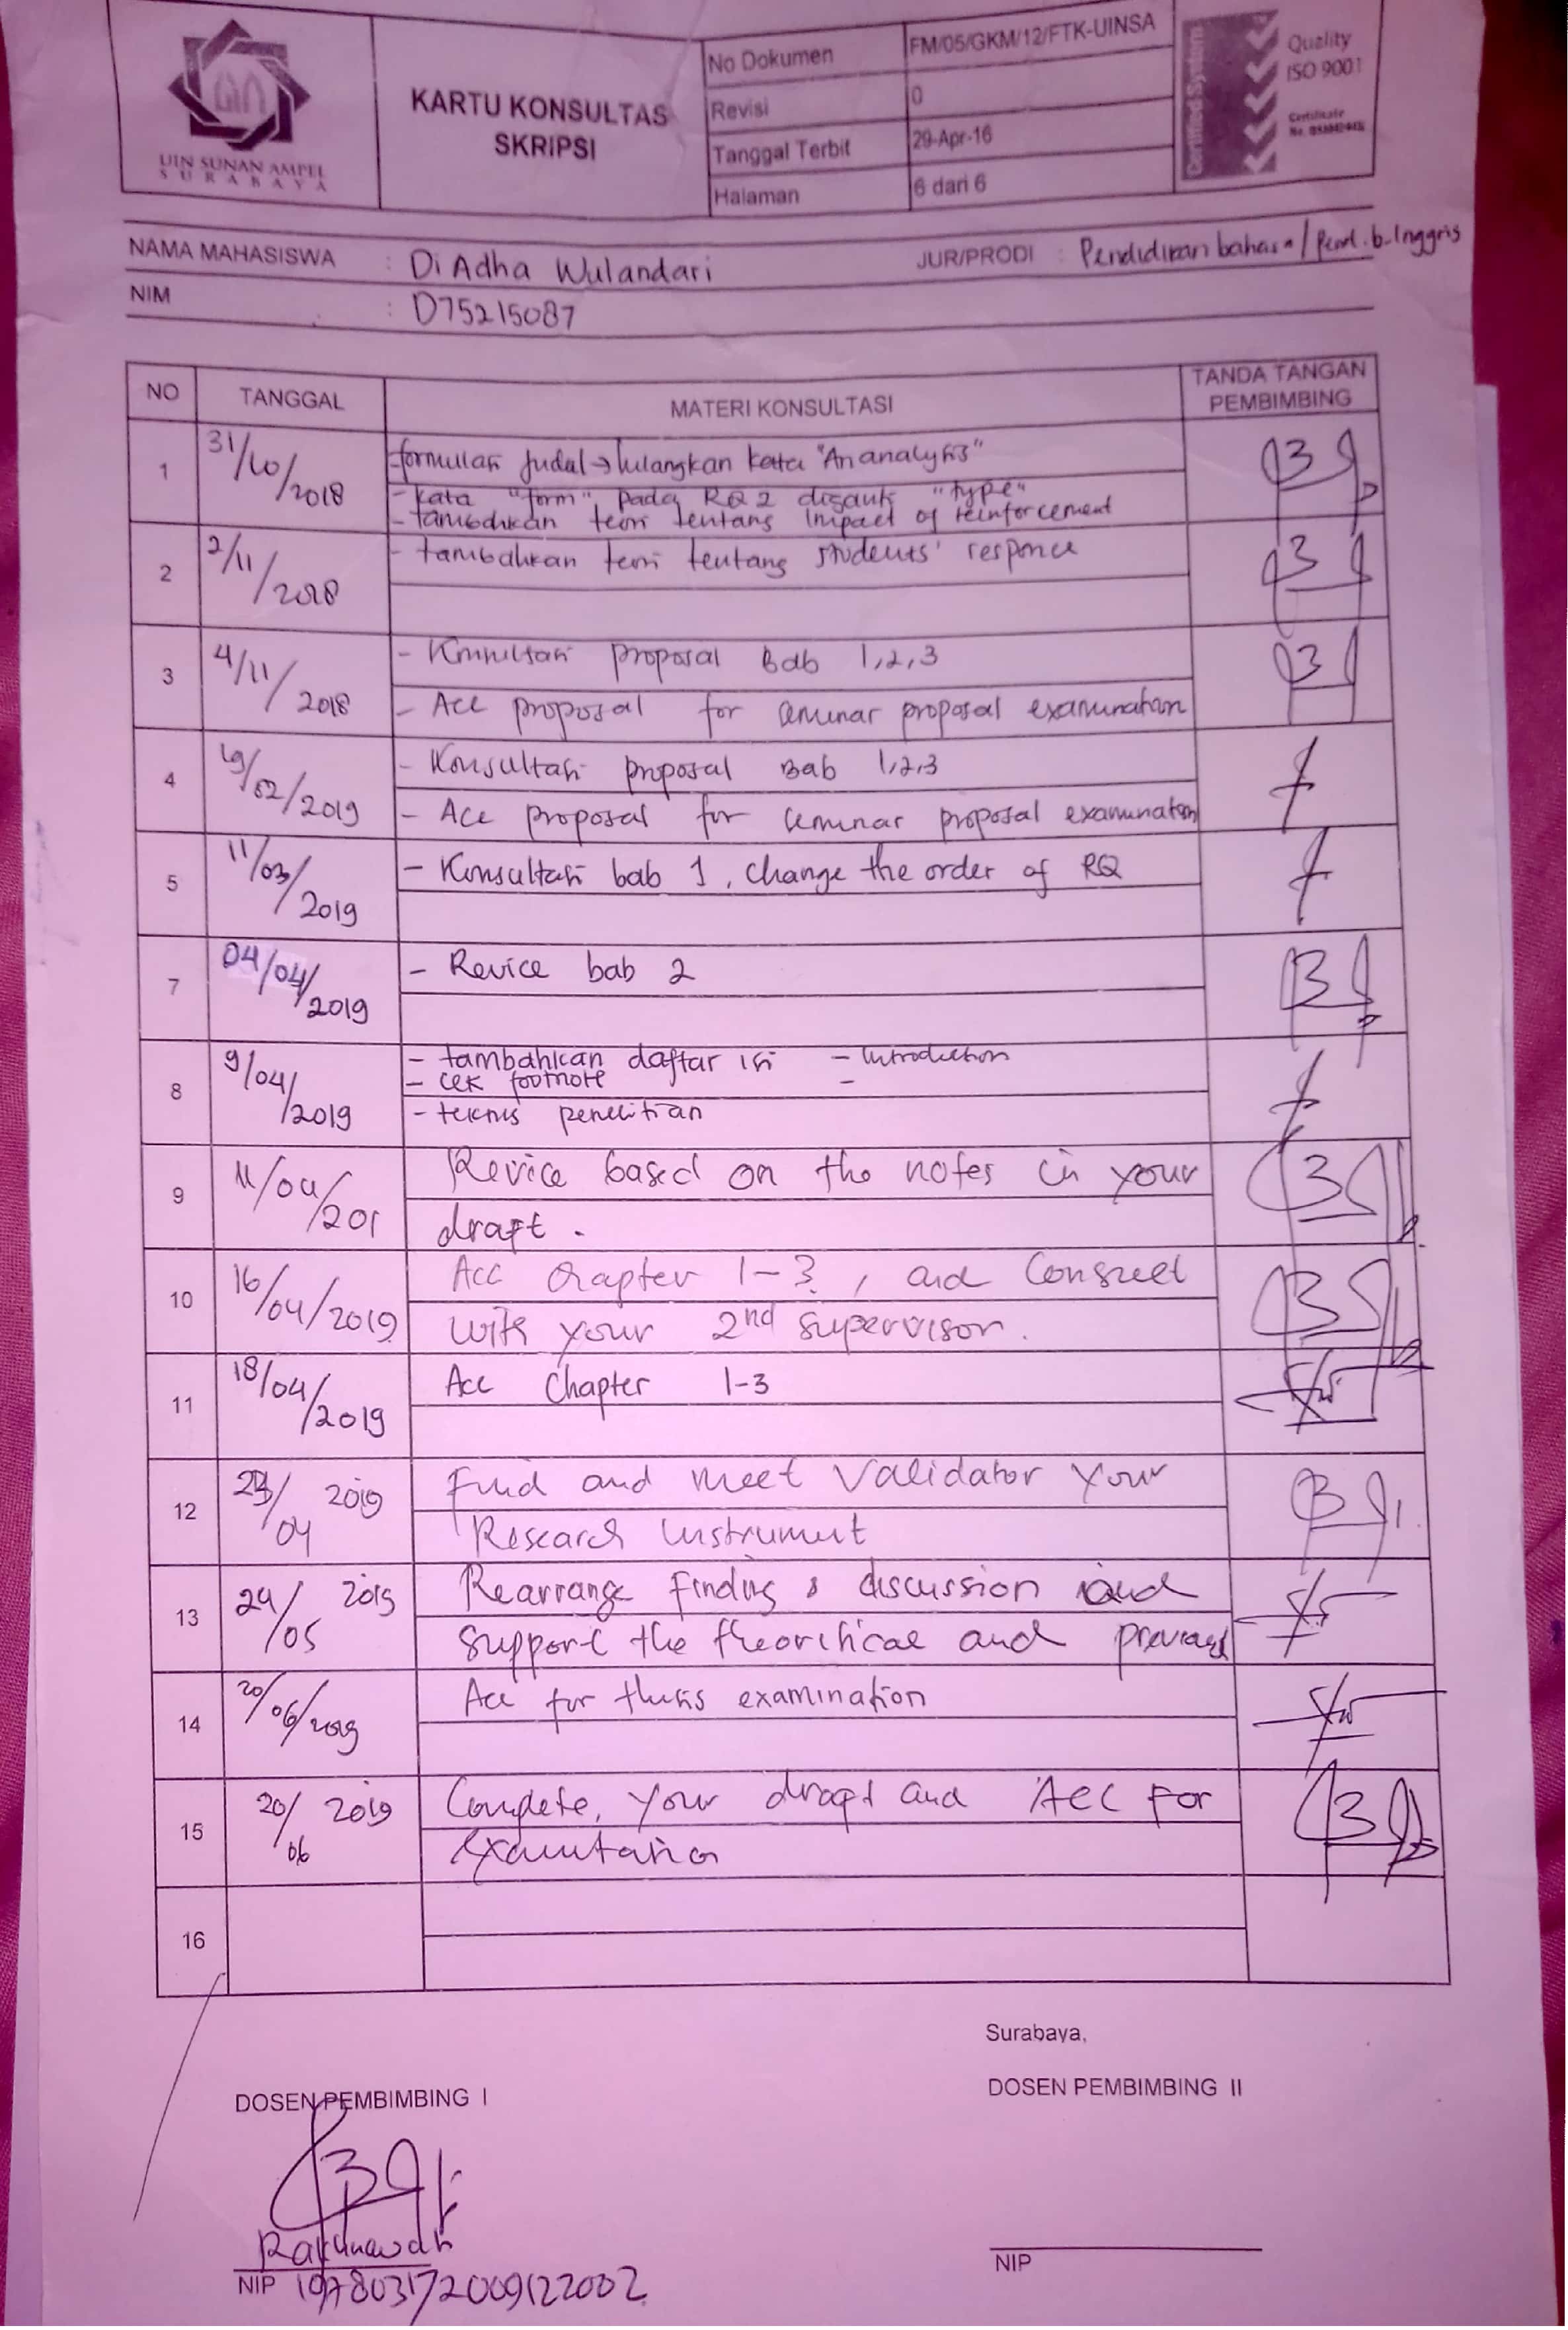 UIN SUNAN AMPEL
SURABAYA
KARTU KONSULTAS
SKRIPSI
No Dokumen FM/05/GKM/12/FTK-UINSA
Revisi 0
Tanggal Terbit 29-Apr-16
Halaman 6 dari 6
Certified System
Quality
ISO 9001
Certificate
NAMA MAHASISWA : Di Adha Wulandari JUR/PRODI : Pendidikan bahasa / Pend. b. Inggris
NIM : D75215087
NO TANGGAL MATERI KONSULTASI TANDA TANGAN PEMBIMBING
1 31/10/2018 formulasi Judul → hilangkan kata "An analysis"
- kata "form" pada RQ 2 diganti "type"
- tambahkan teori tentang impact of reinforcement
2 2/11/2018 - tambahkan teori tentang students' responce
3 4/11/2018 - Konsultasi proposal Bab 1,2,3
- Acc proposal for ceminar proposal examination
4 /02/2019 - Konsultasi proposal Bab 1,2,3
- Acc proposal for ceminar proposal examination
5 11/03/2019 - Konsultasi bab 1, change the order of RQ
7 04/04/2019 - Revice bab 2
8 9/04/2019 - tambahkan daftar isi - Introduction
- cek footnote -
- teknis penelitian
9 11/04/201 Revice based on the notes in your
draft.
10 16/04/2019 Acc chapter 1-3, and Consult
with your 2nd supervisor.
11 18/04/2019 Acc Chapter 1-3
12 /04 2019 Find and meet Validator your
Research Instrument
13 24/05 2019 Rearrange finding & discussion and
support the theoritical and previous
14 20/06/2019 Acc for thesis examination
15 20/06 2019 Complete, your draft and Acc for
16
Surabaya,
DOSEN PEMBIMBING I DOSEN PEMBIMBING II
Rakhmawati
NIP 197803172009122002 NIP